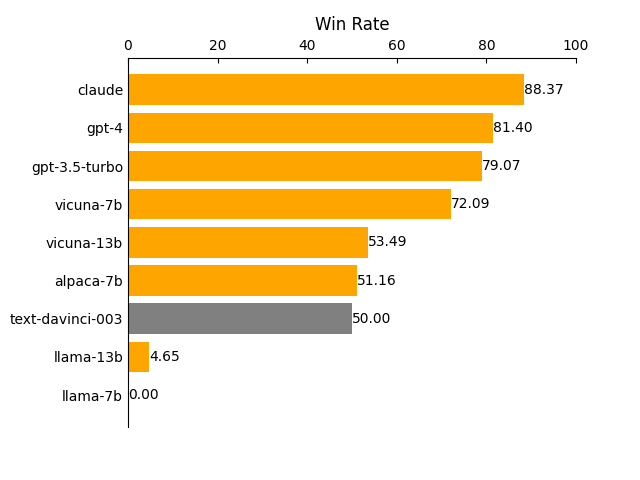 Win Rate
0 20 40 60 80 100
claude 88.37
gpt-4 81.40
gpt-3.5-turbo 79.07
vicuna-7b 72.09
vicuna-13b 53.49
alpaca-7b 51.16
text-davinci-003 50.00
llama-13b 4.65
llama-7b 0.00